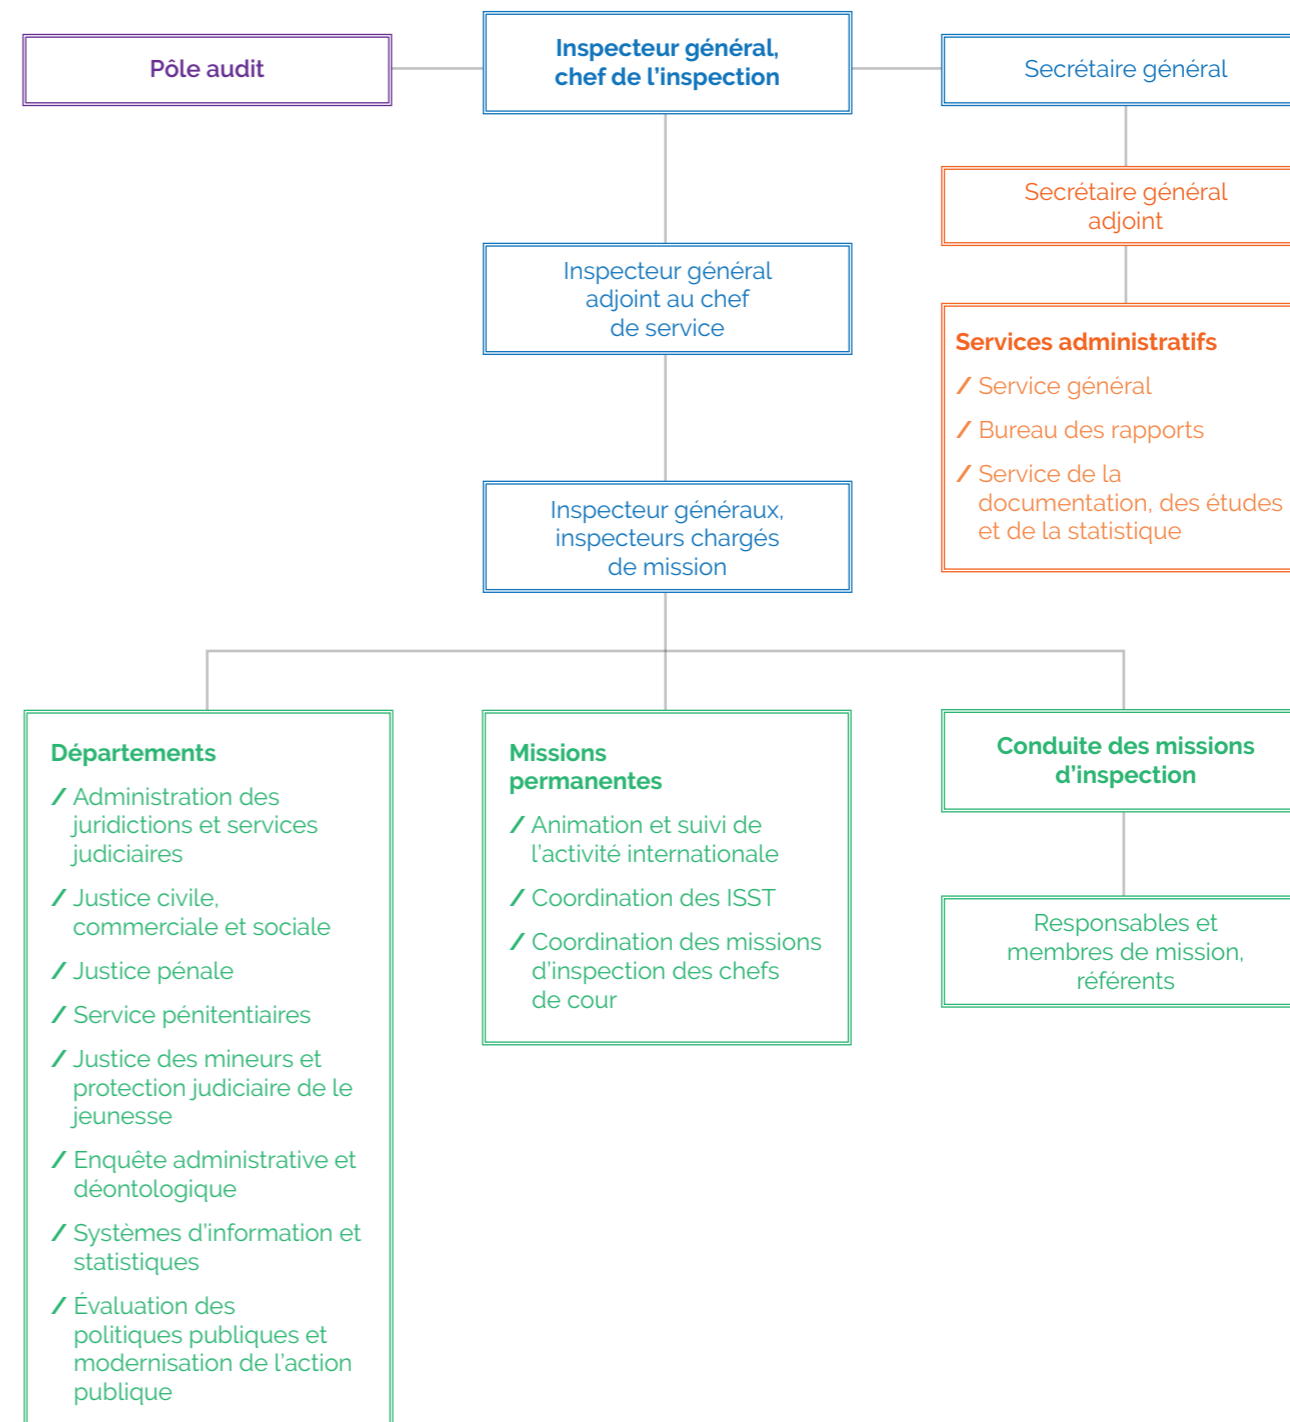 Pôle audit
Inspecteur général,
chef de l'inspection
Secrétaire général
Secrétaire général
adjoint
Inspecteur général
adjoint au chef
de service
Services administratifs
/ Service général
/ Bureau des rapports
/ Service de la
documentation, des études
et de la statistique
Inspecteur généraux,
inspecteurs chargés
de mission
Départements
/ Administration des
juridictions et services
judiciaires
/ Justice civile,
commerciale et sociale
/ Justice pénale
/ Service pénitentiaires
/ Justice des mineurs et
protection judiciaire de le
jeunesse
/ Enquête administrative et
déontologique
/ Systèmes d'information et
statistiques
/ Évaluation des
politiques publiques et
modernisation de l'action
publique
Missions
permanentes
/ Animation et suivi de
l'activité internationale
/ Coordination des ISST
/ Coordination des missions
d'inspection des chefs
de cour
Conduite des missions
d'inspection
Responsables et
membres de mission,
référents